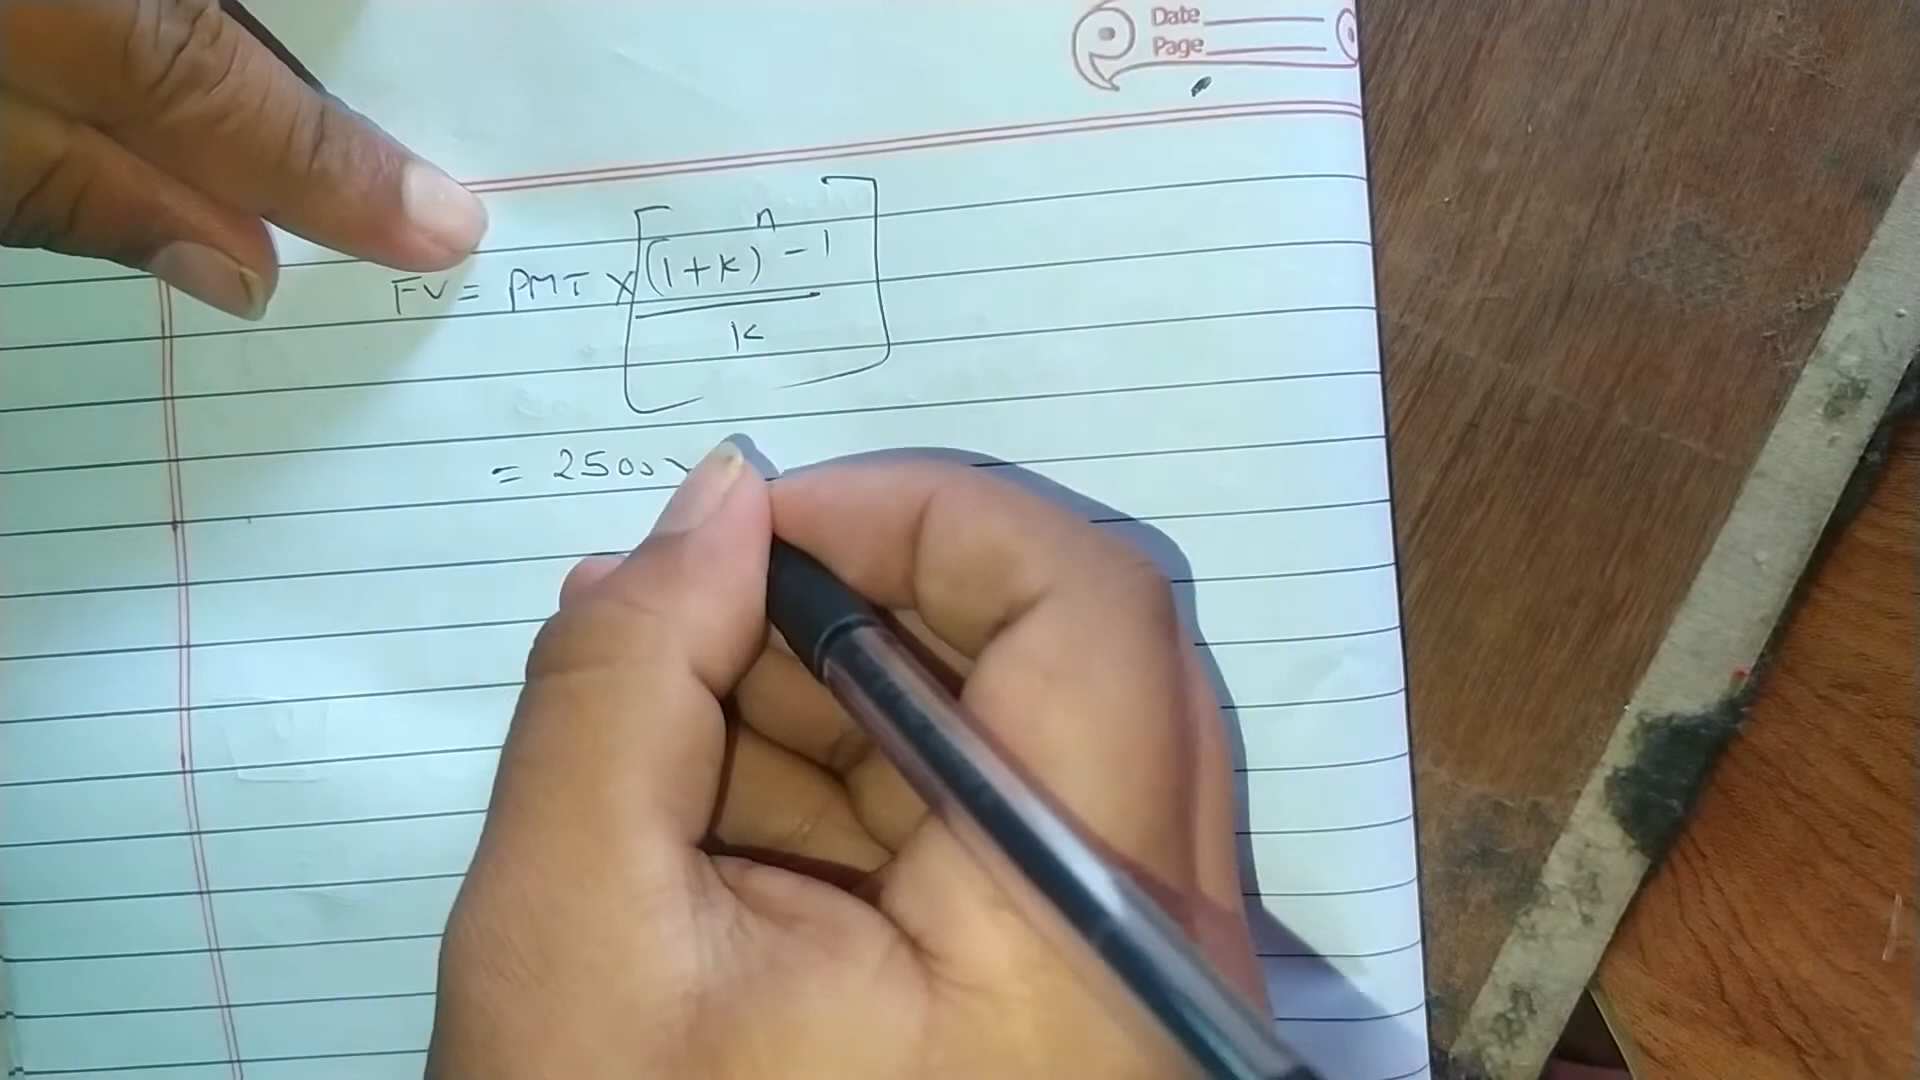 Date
Page
FV = PMT × [(1+k)^n - 1
k]
= 2500 ×